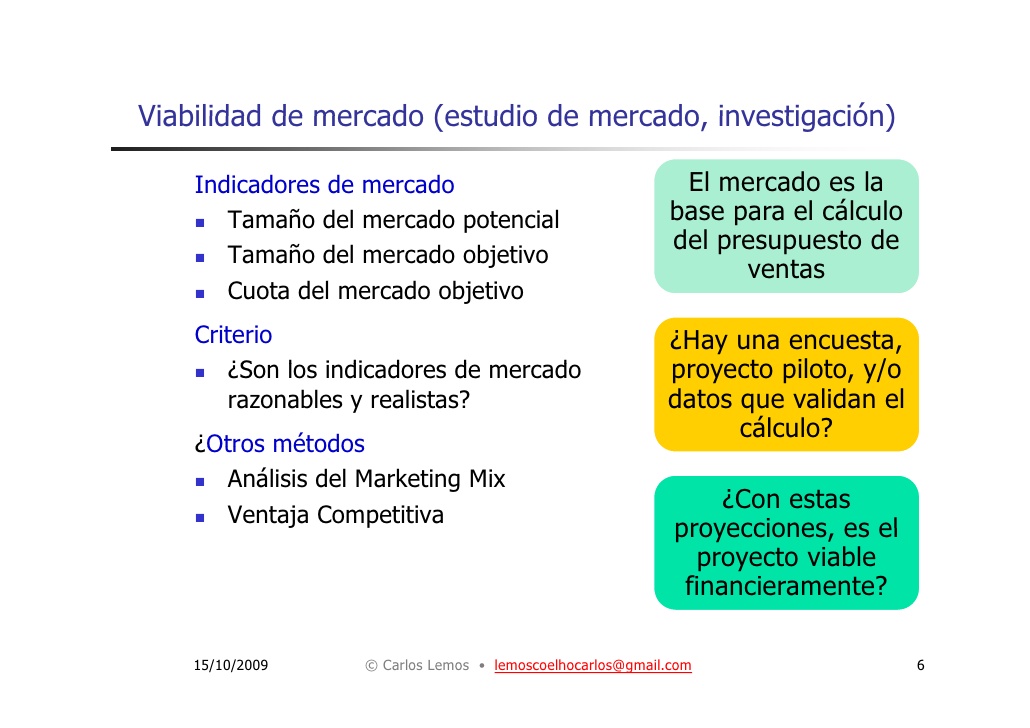 Viabilidad de mercado (estudio de mercado, investigación)
Indicadores de mercado
Tamaño del mercado potencial
Tamaño del mercado objetivo
Cuota del mercado objetivo
Criterio
¿Son los indicadores de mercado
razonables y realistas?
¿Otros métodos
Análisis del Marketing Mix
Ventaja Competitiva
El mercado es la
base para el cálculo
del presupuesto de
ventas
¿Hay una encuesta,
proyecto piloto, y/o
datos que validan el
cálculo?
¿Con estas
proyecciones, es el
proyecto viable
financieramente?
15/10/2009
© Carlos Lemos • lemoscoelhocarlos@gmail.com
6